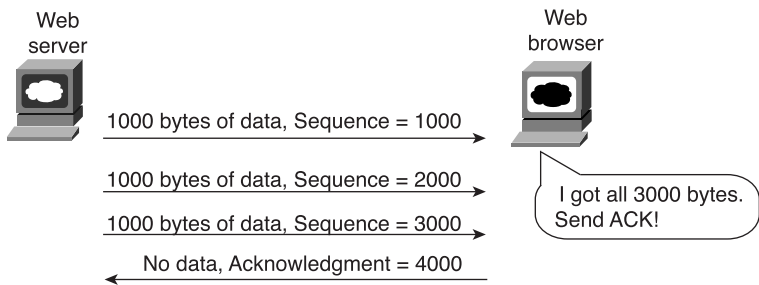 Web
server
Web
browser
1000 bytes of data, Sequence = 1000
1000 bytes of data, Sequence = 2000
1000 bytes of data, Sequence = 3000
I got all 3000 bytes.
Send ACK!
No data, Acknowledgment = 4000